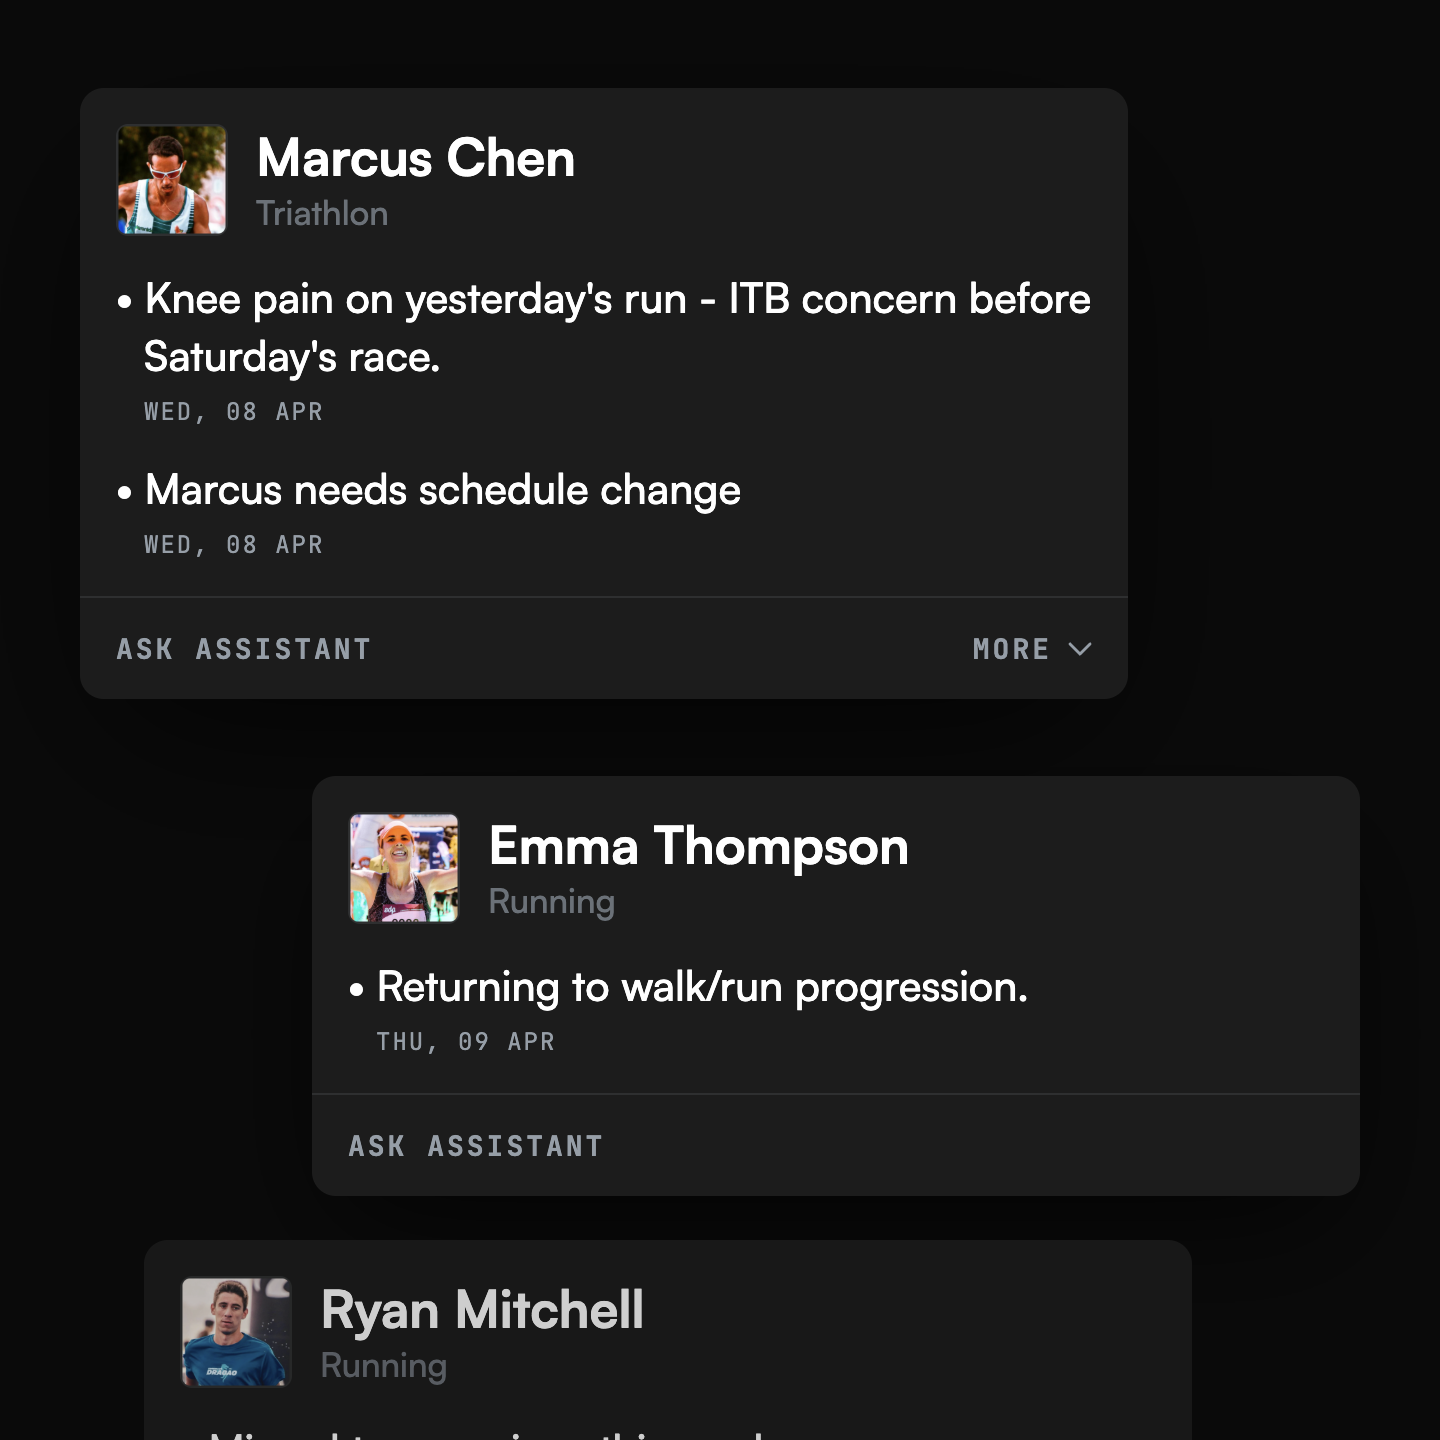 Marcus Chen
Triathlon
• Knee pain on yesterday's run - ITB concern before
Saturday's race.
WED, 08 APR
• Marcus needs schedule change
WED, 08 APR
ASK ASSISTANT
MORE
Emma Thompson
Running
• Returning to walk/run progression.
THU, 09 APR
ASK ASSISTANT
DRAGAO
Ryan Mitchell
Running